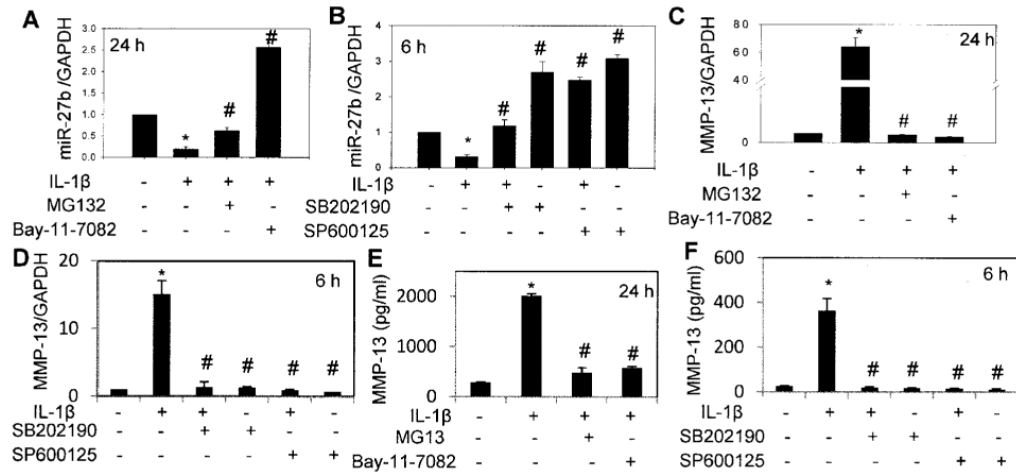 A
24 h
miR-27b/GAPDH
3.0
2.5
2.0
1.5
1.0
0.5
0.0
* # #
IL-1β - + + +
MG132 - - + -
Bay-11-7082 - - - +
B
6 h
miR-27b/GAPDH
4
3
2
1
0
* # # # #
IL-1β - + + - + -
SB202190 - - + + - -
SP600125 - - - - + +
C
24 h
MMP-13/GAPDH
80
60
40
0
* # #
IL-1β - + + +
MG132 - - + -
Bay-11-7082 - - - +
D
6 h
MMP-13/GAPDH
20
15
10
5
0
* # # # #
IL-1β - + + - + -
SB202190 - - + + - -
SP600125 - - - - + +
E
24 h
MMP-13 (pg/ml)
2000
1000
0
* # #
IL-1β - + + +
MG13 - - + -
Bay-11-7082 - - - +
F
6 h
MMP-13 (pg/ml)
600
400
200
0
* # # # #
IL-1β - + + - + -
SB202190 - - + + - -
SP600125 - - - - + +